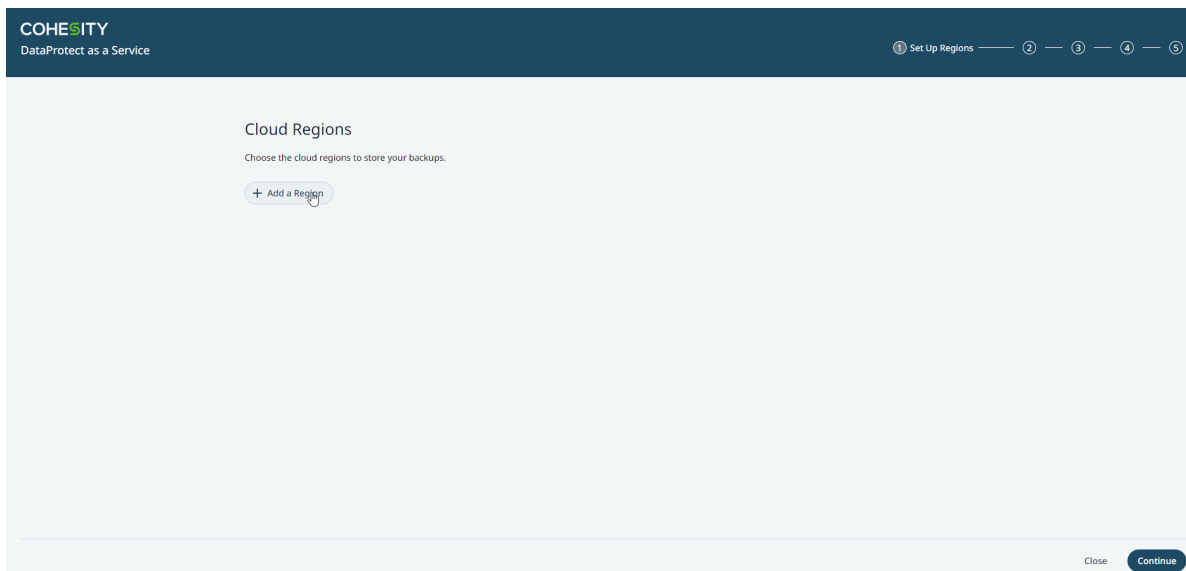 COHESITY
DataProtect as a Service
1 Set Up Regions 2 3 4 5
Cloud Regions
Choose the cloud regions to store your backups.
+ Add a Region
Close Continue